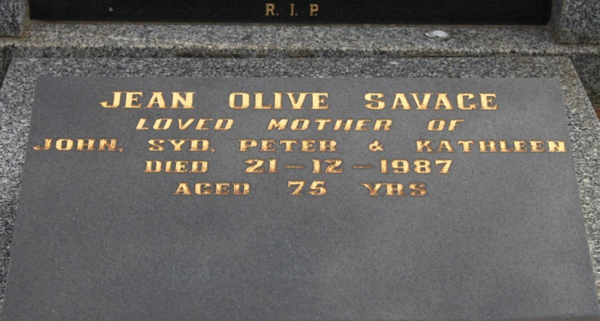 R.I.P.
JEAN OLIVE SAVAGE
LOVED MOTHER OF
JOHN, SYD, PETER & KATHLEEN
DIED 21-12-1987
AGED 75 YRS